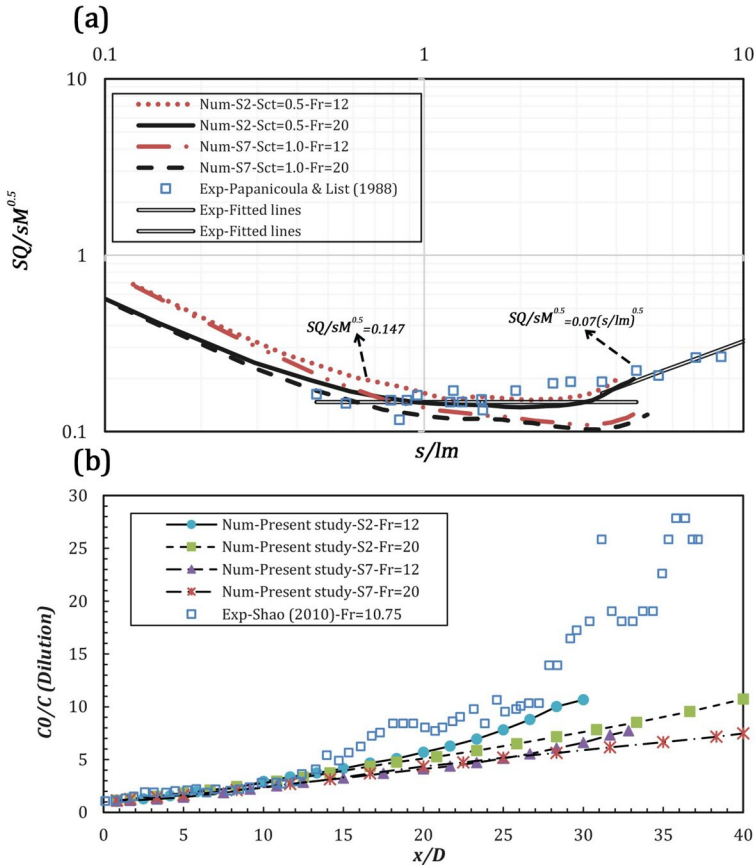 (a)
0.1 1 10
10
Num-S2-Sct=0.5-Fr=12
Num-S2-Sct=0.5-Fr=20
Num-S7-Sct=1.0-Fr=12
Num-S7-Sct=1.0-Fr=20
Exp-Papanicoula & List (1988)
Exp-Fitted lines
Exp-Fitted lines
SQ/sM^0.5
1
SQ/sM^0.5=0.147
SQ/sM^0.5=0.07(s/lm)^0.5
0.1
s/lm
(b)
30
Num-Present study-S2-Fr=12
Num-Present study-S2-Fr=20
Num-Present study-S7-Fr=12
Num-Present study-S7-Fr=20
Exp-Shao (2010)-Fr=10.75
25
20
15
10
5
0
C0/C (Dilution)
0 5 10 15 20 25 30 35 40
x/D